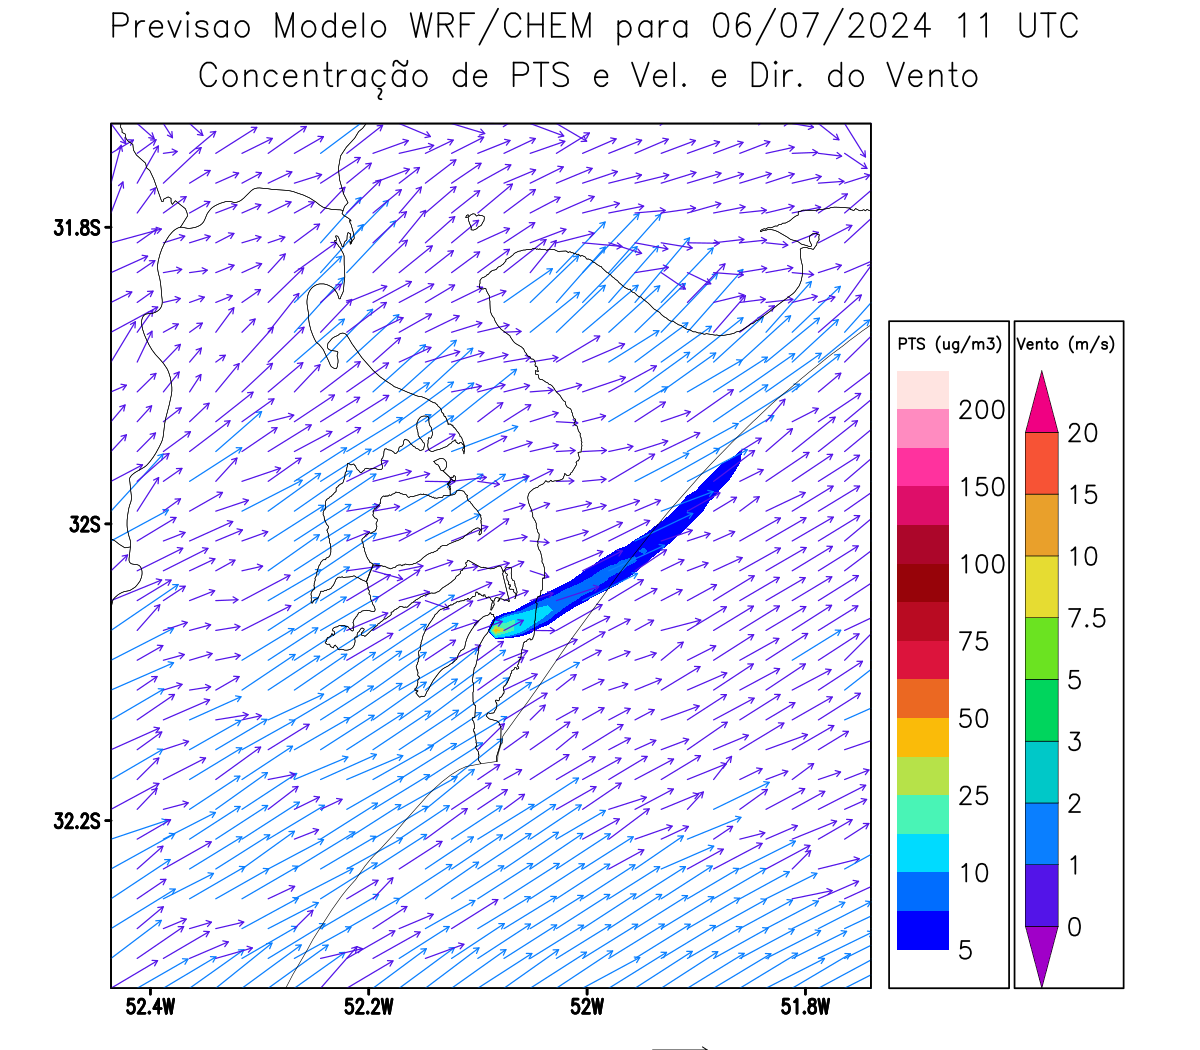 Previsao Modelo WRF/CHEM para 06/07/2024 11 UTC
Concentração de PTS e Vel. e Dir. do Vento
31.8S
32S
32.2S
52.4W 52.2W 52W 51.8W
PTS (ug/m3)
200
150
100
75
50
25
10
5
Vento (m/s)
20
15
10
7.5
5
3
2
1
0